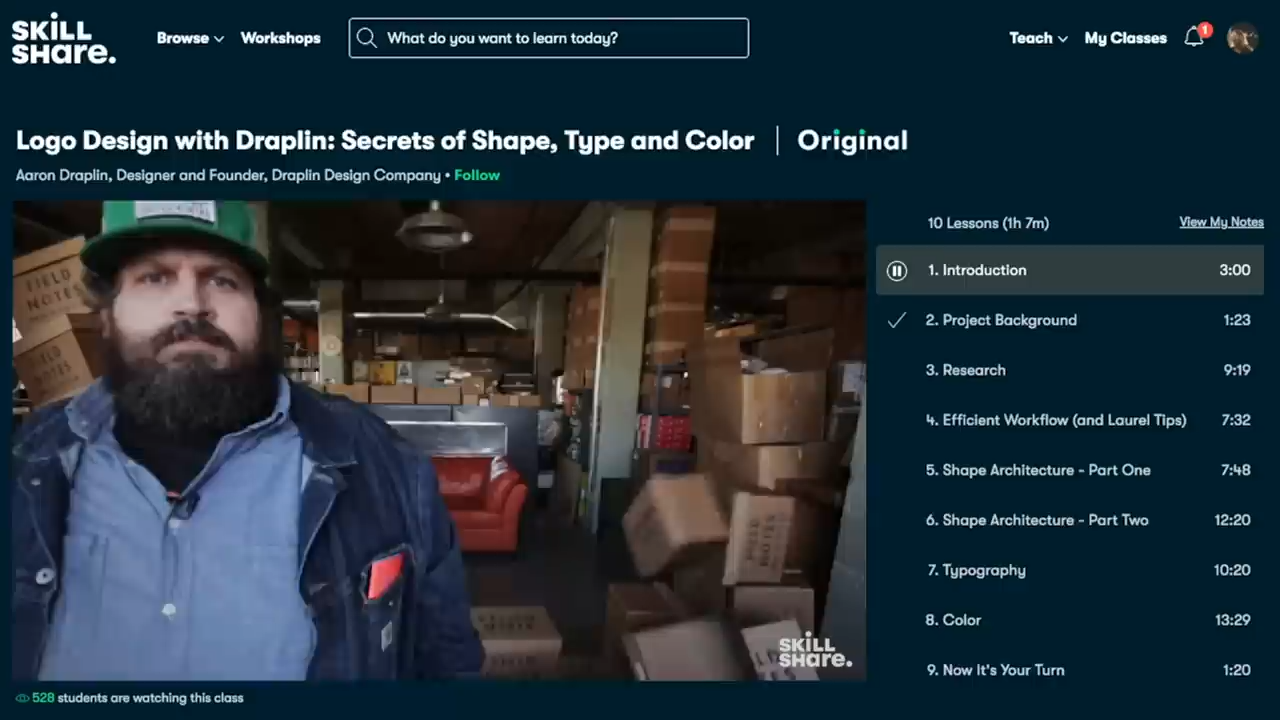 SKILL
SHARE.
Browse
Workshops
What do you want to learn today?
Teach
My Classes
1
Logo Design with Draplin: Secrets of Shape, Type and Color | Original
Aaron Draplin, Designer and Founder, Draplin Design Company • Follow
FIELD
NOTES
FIELD
NOTES
FIELD
NOTES
SKILL
SHARE.
528 students are watching this class
10 Lessons (1h 7m)
View My Notes
1. Introduction 3:00
2. Project Background 1:23
3. Research 9:19
4. Efficient Workflow (and Laurel Tips) 7:32
5. Shape Architecture - Part One 7:48
6. Shape Architecture - Part Two 12:20
7. Typography 10:20
8. Color 13:29
9. Now It's Your Turn 1:20